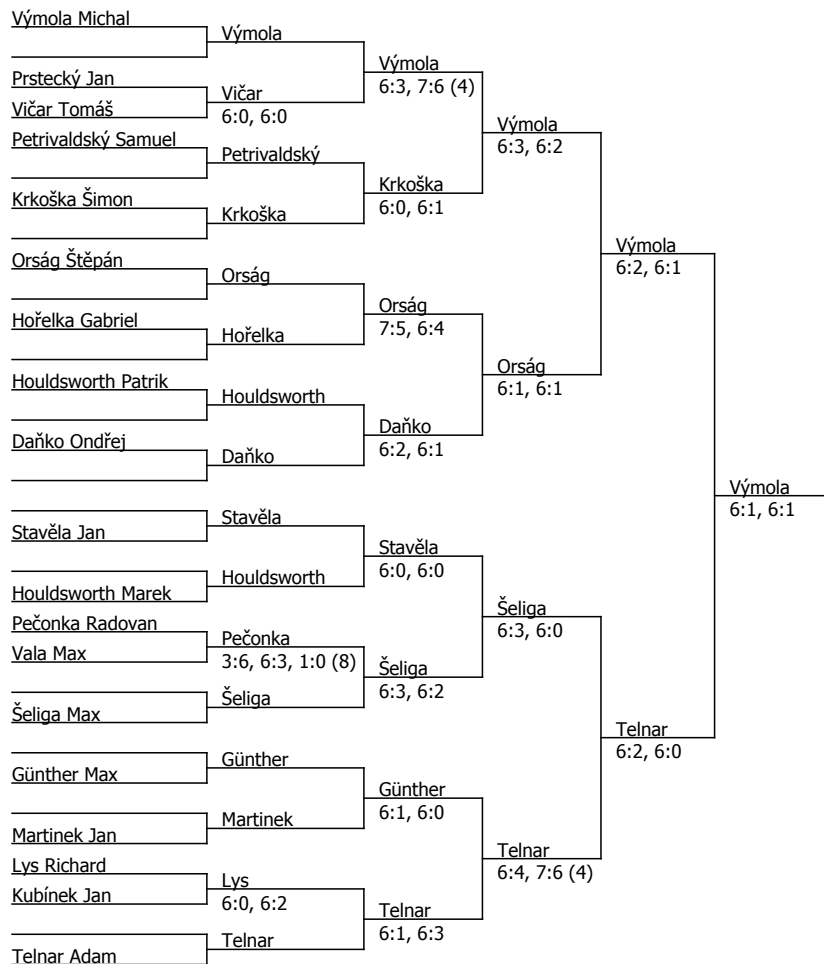 Výmola Michal
Výmola
Výmola
6:3, 7:6 (4)
Prstecký Jan
Vičar
6:0, 6:0
Vičar Tomáš
Výmola
6:3, 6:2
Petrivaldský Samuel
Petrivaldský
Krkoška
6:0, 6:1
Krkoška Šimon
Krkoška
Výmola
6:2, 6:1
Orság Štěpán
Orság
Orság
7:5, 6:4
Hořelka Gabriel
Hořelka
Orság
6:1, 6:1
Houldsworth Patrik
Houldsworth
Daňko
6:2, 6:1
Daňko Ondřej
Daňko
Výmola
6:1, 6:1
Stavěla
Stavěla Jan
Stavěla
6:0, 6:0
Houldsworth
Houldsworth Marek
Šeliga
6:3, 6:0
Pečonka Radovan
Pečonka
3:6, 6:3, 1:0 (8)
Vala Max
Šeliga
6:3, 6:2
Šeliga
Šeliga Max
Telnar
6:2, 6:0
Günther
Günther Max
Günther
6:1, 6:0
Martinek
Martinek Jan
Telnar
6:4, 7:6 (4)
Lys Richard
Lys
6:0, 6:2
Kubínek Jan
Telnar
6:1, 6:3
Telnar
Telnar Adam